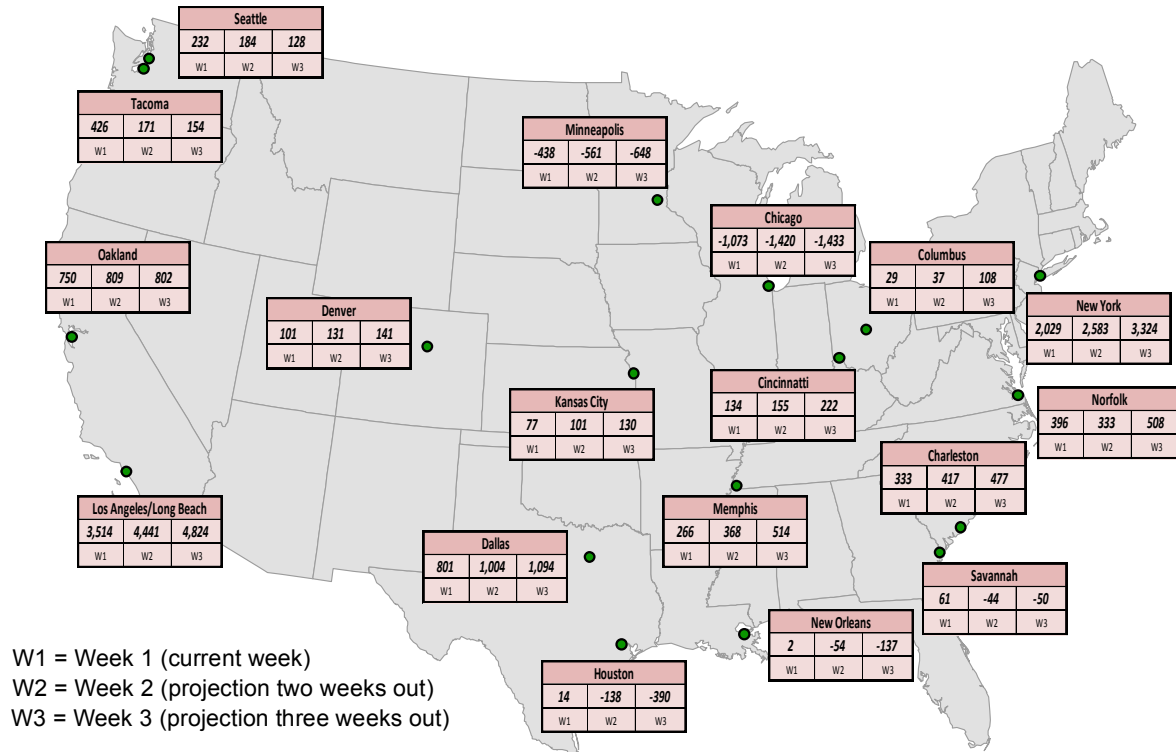 Seattle
232 184 128
W1 W2 W3
Tacoma
426 171 154
W1 W2 W3
Minneapolis
-438 -561 -648
W1 W2 W3
Chicago
-1,073 -1,420 -1,433
W1 W2 W3
Oakland
750 809 802
W1 W2 W3
Columbus
29 37 108
W1 W2 W3
Denver
101 131 141
W1 W2 W3
New York
2,029 2,583 3,324
W1 W2 W3
Kansas City
77 101 130
W1 W2 W3
Cincinnatti
134 155 222
W1 W2 W3
Norfolk
396 333 508
W1 W2 W3
Charleston
333 417 477
W1 W2 W3
Los Angeles/Long Beach
3,514 4,441 4,824
W1 W2 W3
Memphis
266 368 514
W1 W2 W3
Dallas
801 1,004 1,094
W1 W2 W3
Savannah
61 -44 -50
W1 W2 W3
New Orleans
2 -54 -137
W1 W2 W3
Houston
14 -138 -390
W1 W2 W3
W1 = Week 1 (current week)
W2 = Week 2 (projection two weeks out)
W3 = Week 3 (projection three weeks out)